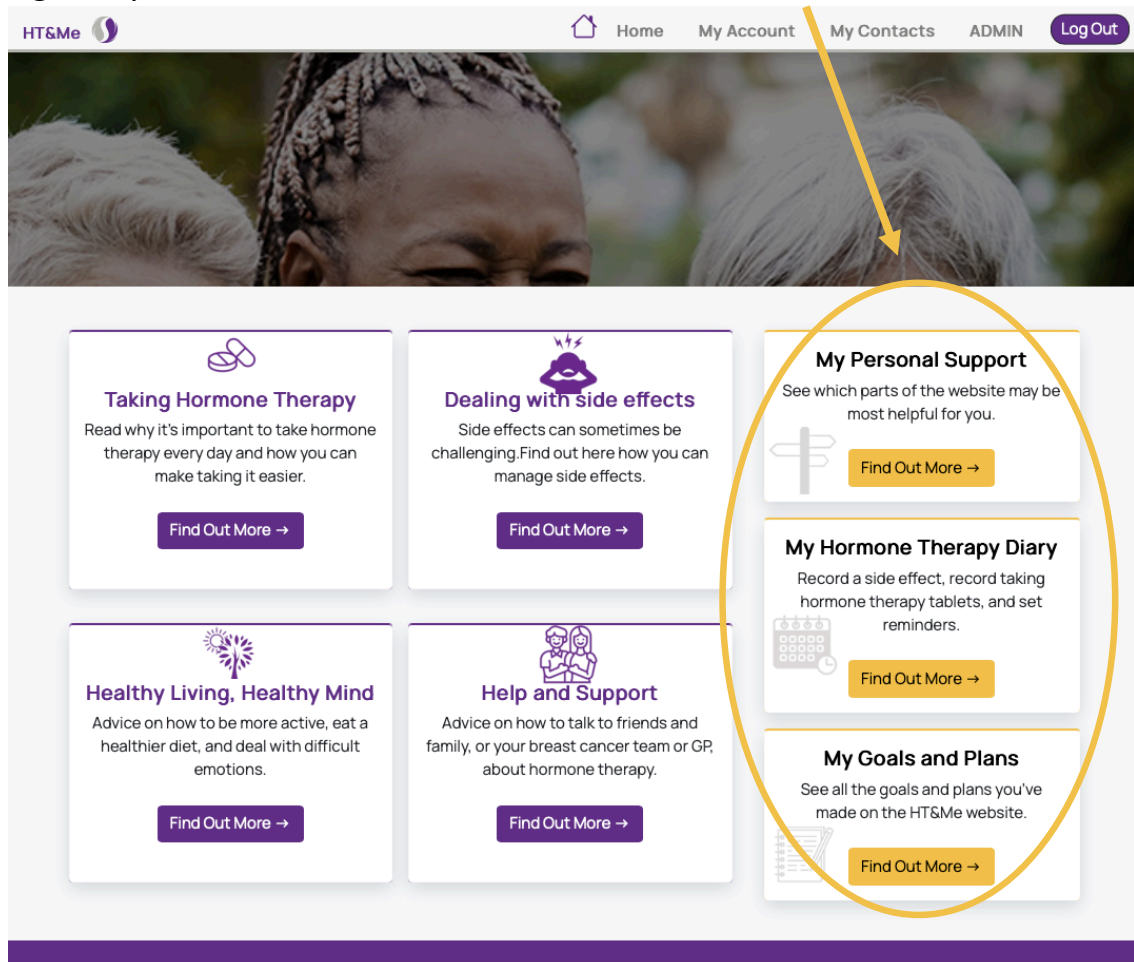 HT&Me
Home
My Account
My Contacts
ADMIN
Log Out
Taking Hormone Therapy
Read why it's important to take hormone
therapy every day and how you can
make taking it easier.
Find Out More →
Dealing with side effects
Side effects can sometimes be
challenging.Find out here how you can
manage side effects.
Find Out More →
Healthy Living, Healthy Mind
Advice on how to be more active, eat a
healthier diet, and deal with difficult
emotions.
Find Out More →
Help and Support
Advice on how to talk to friends and
family, or your breast cancer team or GP,
about hormone therapy.
Find Out More →
My Personal Support
See which parts of the website may be
most helpful for you.
Find Out More →
My Hormone Therapy Diary
Record a side effect, record taking
hormone therapy tablets, and set
reminders.
Find Out More →
My Goals and Plans
See all the goals and plans you've
made on the HT&Me website.
Find Out More →